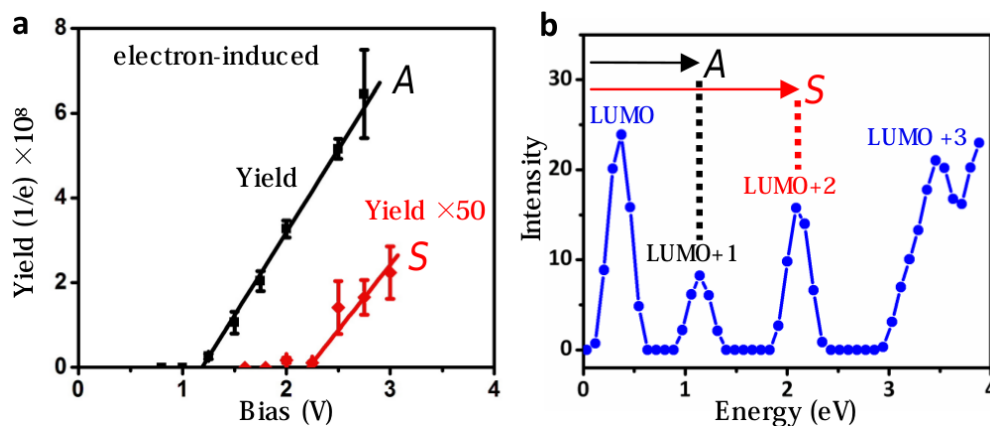 a
electron-induced
A
Yield
Yield ×50
S
Yield (1/e) ×10⁸
8
6
4
2
0
0 1 2 3 4
Bias (V)
b
A
S
LUMO
LUMO+1
LUMO+2
LUMO +3
Intensity
30
20
10
0
0 1 2 3 4
Energy (eV)